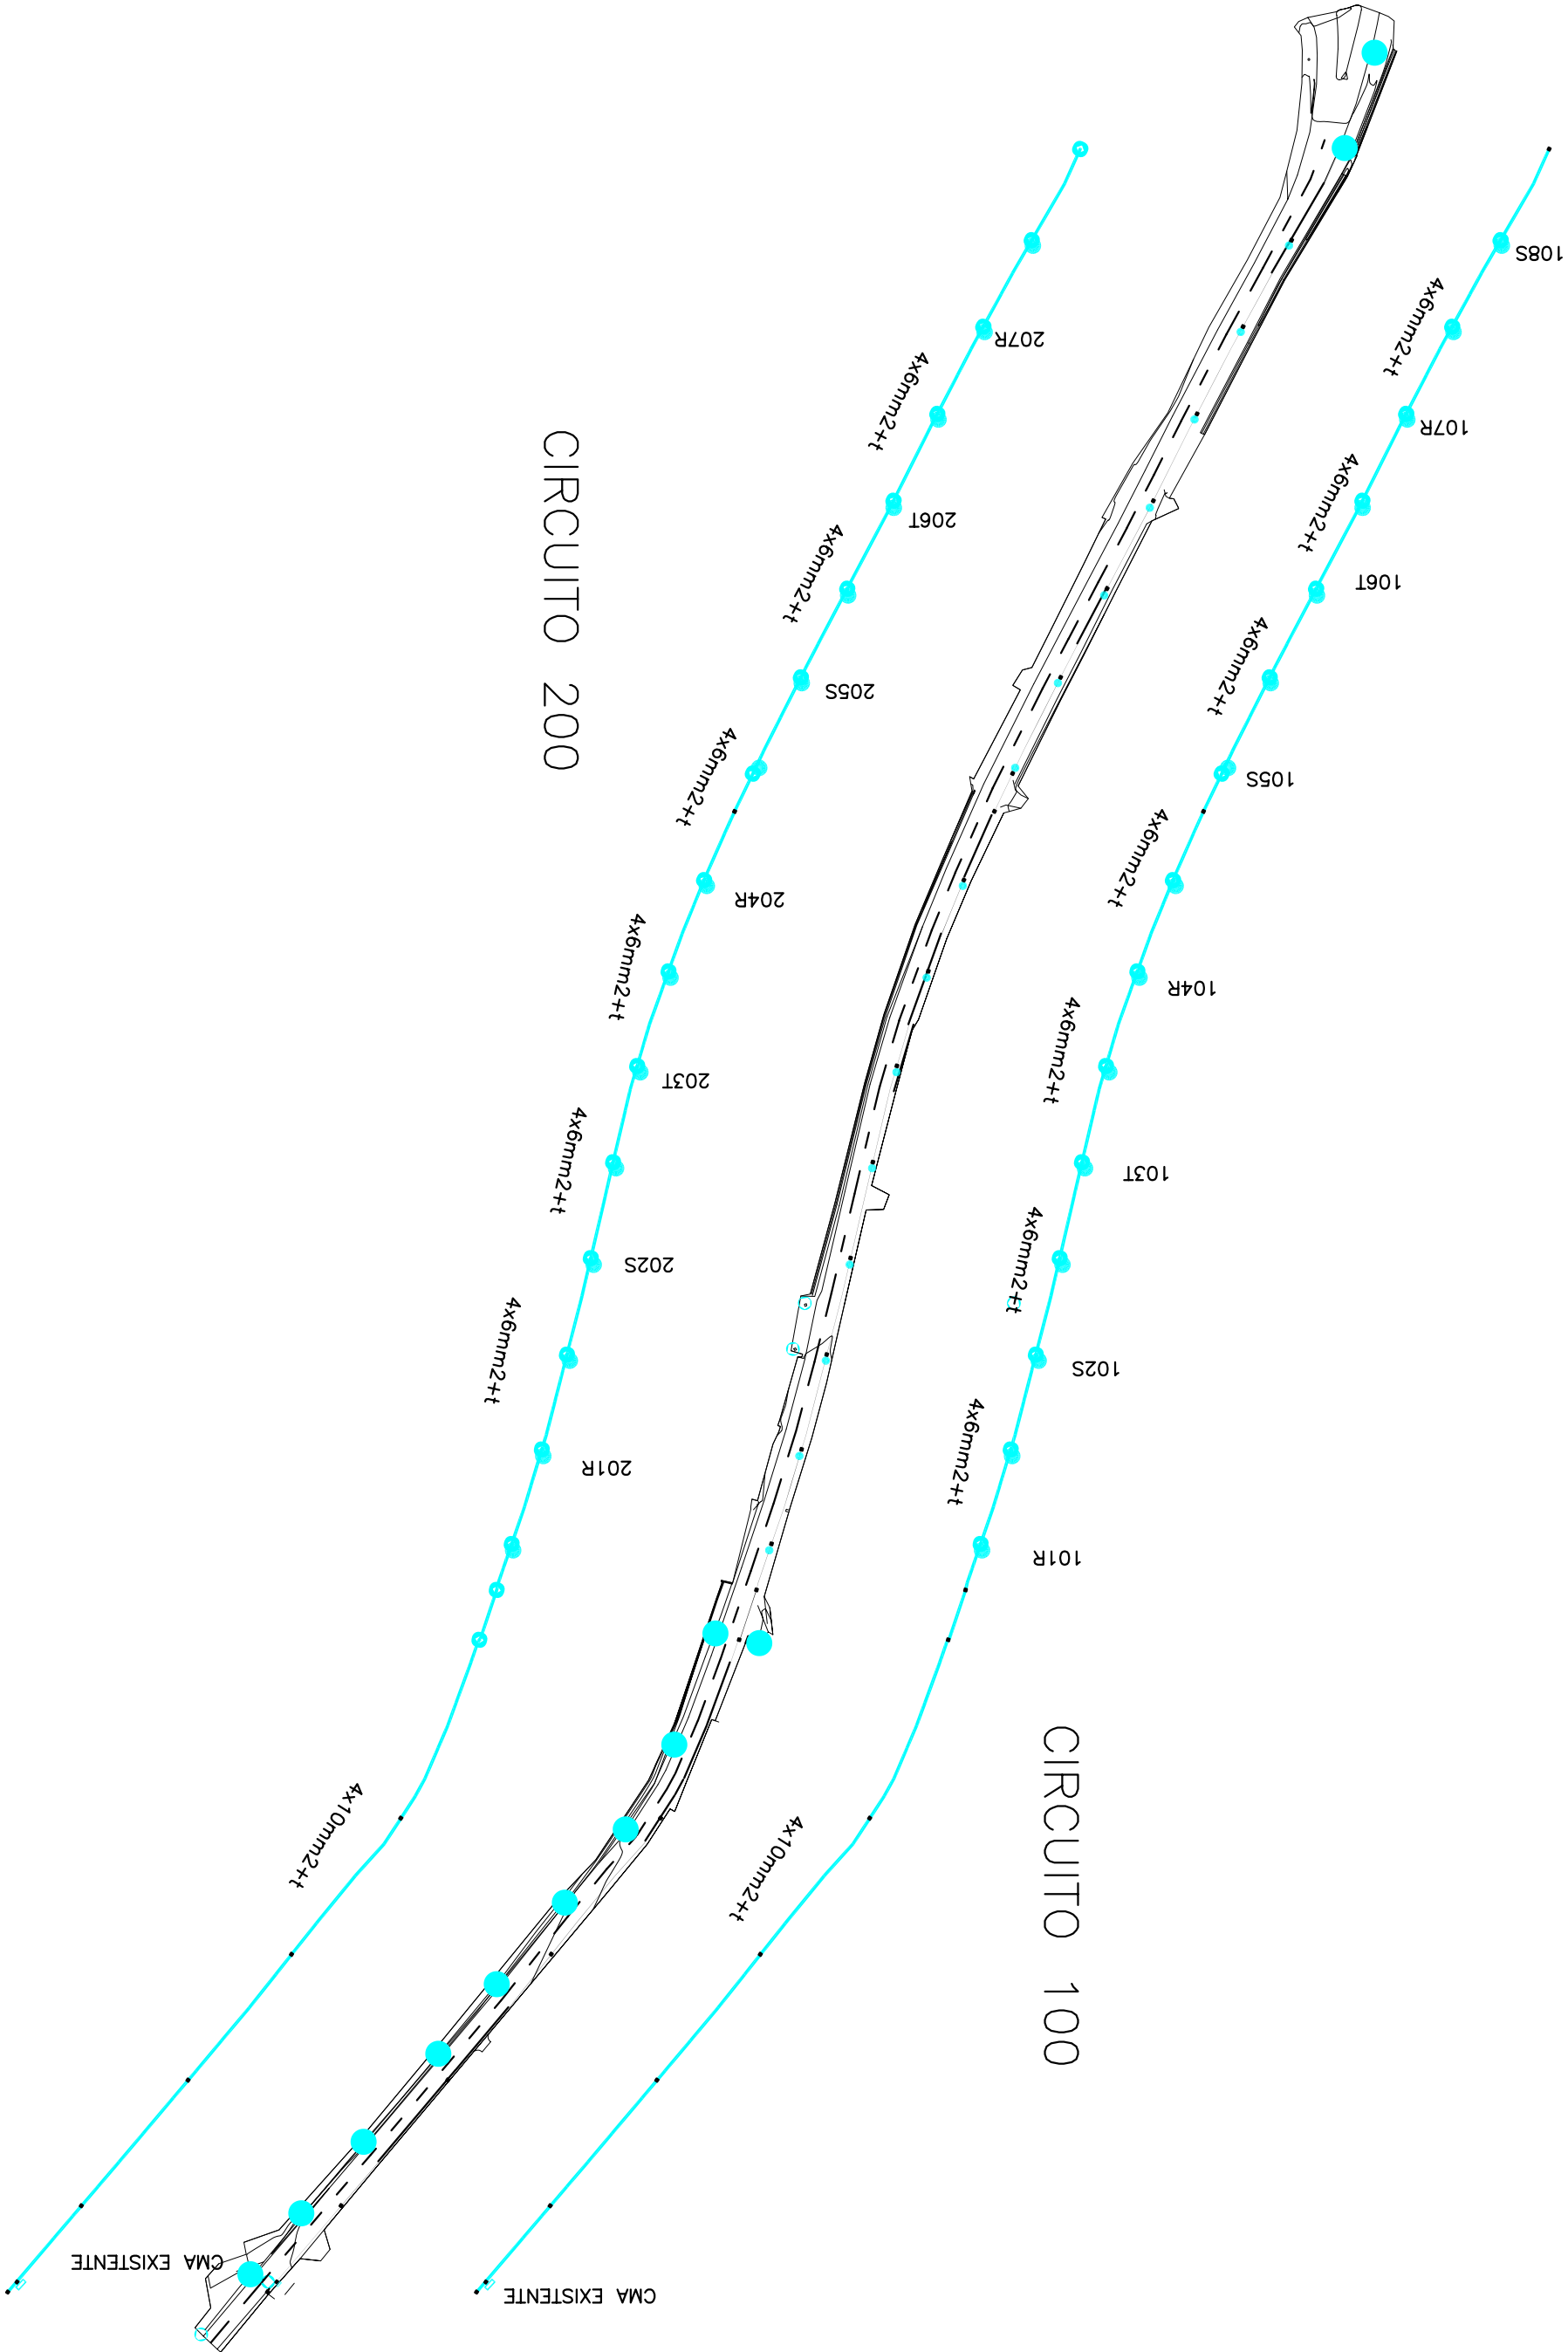 CIRCUITO 200
207R
4x6mm2+t
206T
4x6mm2+t
205S
4x6mm2+t
204R
4x6mm2+t
203T
4x6mm2+t
202S
4x6mm2+t
201R
4x10mm2+t
CMA EXISTENTE
CIRCUITO 100
108S
4x6mm2+t
107R
4x6mm2+t
106T
4x6mm2+t
105S
4x6mm2+t
104R
4x6mm2+t
103T
4x6mm2+t
102S
4x6mm2+t
101R
4x10mm2+t
CMA EXISTENTE